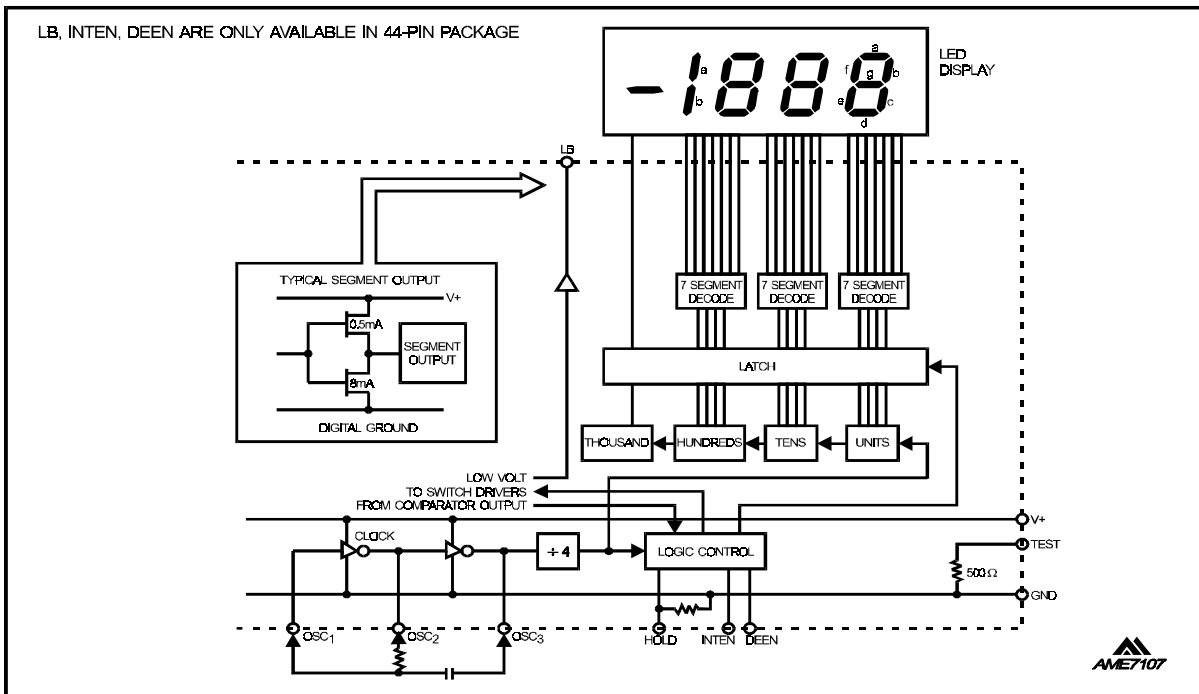 LB, INTEN, DEEN ARE ONLY AVAILABLE IN 44-PIN PACKAGE
LED
DISPLAY
-1888
a
b
a
f
g
b
e
c
d
LB
TYPICAL SEGMENT OUTPUT
V+
0.5mA
SEGMENT
OUTPUT
8mA
DIGITAL GROUND
7 SEGMENT
DECODE
7 SEGMENT
DECODE
7 SEGMENT
DECODE
LATCH
THOUSAND
HUNDREDS
TENS
UNITS
LOW VOLT
TO SWITCH DRIVERS
FROM COMPARATOR OUTPUT
V+
CLOCK
÷ 4
LOGIC CONTROL
TEST
500 Ω
GND
OSC1
OSC2
OSC3
HOLD
INTEN
DEEN
AME7107